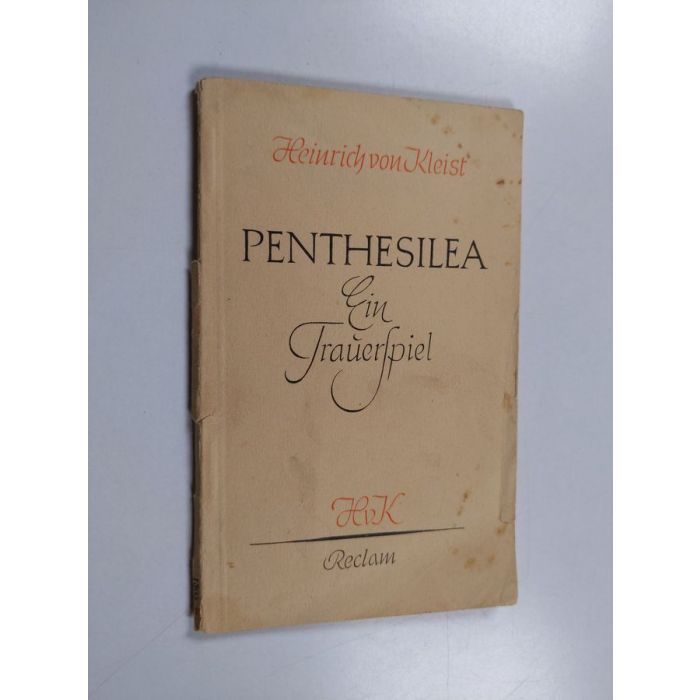 Heinrich von Kleist
PENTHESILEA
Ein
Trauerſpiel
HvK
Reclam